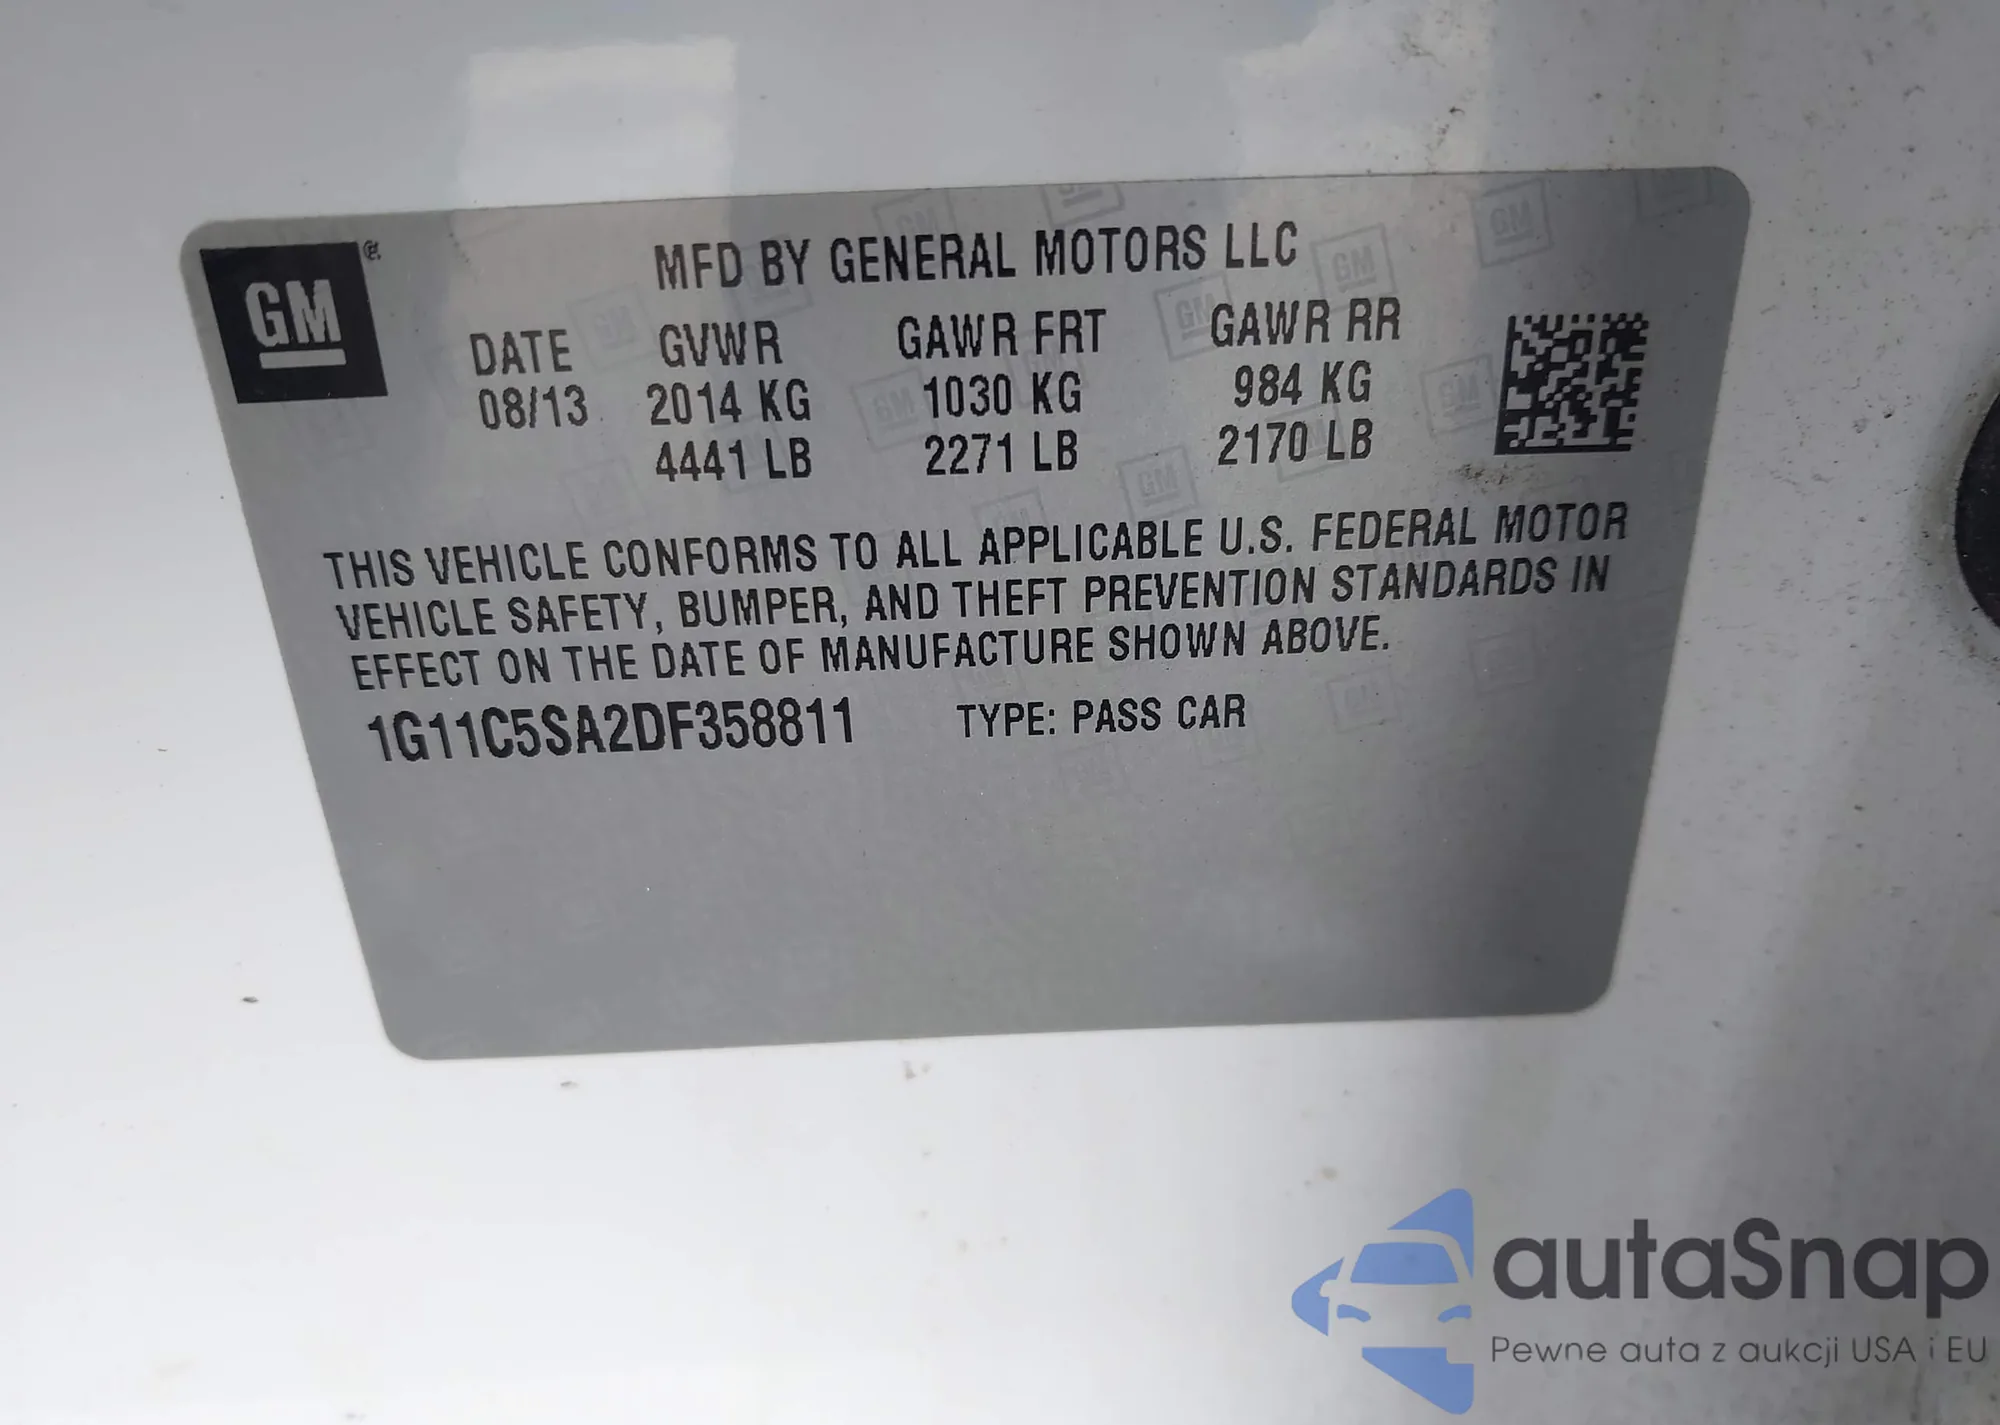 GM®
MFD BY GENERAL MOTORS LLC
DATE GVWR GAWR FRT GAWR RR
08/13 2014 KG 1030 KG 984 KG
4441 LB 2271 LB 2170 LB
THIS VEHICLE CONFORMS TO ALL APPLICABLE U.S. FEDERAL MOTOR
VEHICLE SAFETY, BUMPER, AND THEFT PREVENTION STANDARDS IN
EFFECT ON THE DATE OF MANUFACTURE SHOWN ABOVE.
1G11C5SA2DF358811 TYPE: PASS CAR
autaSnap
Pewne auta z aukcji USA i EU